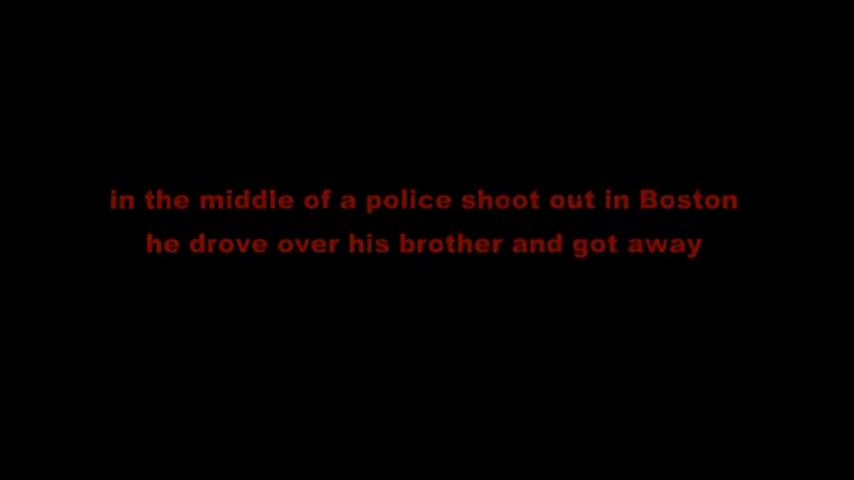 in the middle of a police shoot out in Boston
he drove over his brother and got away